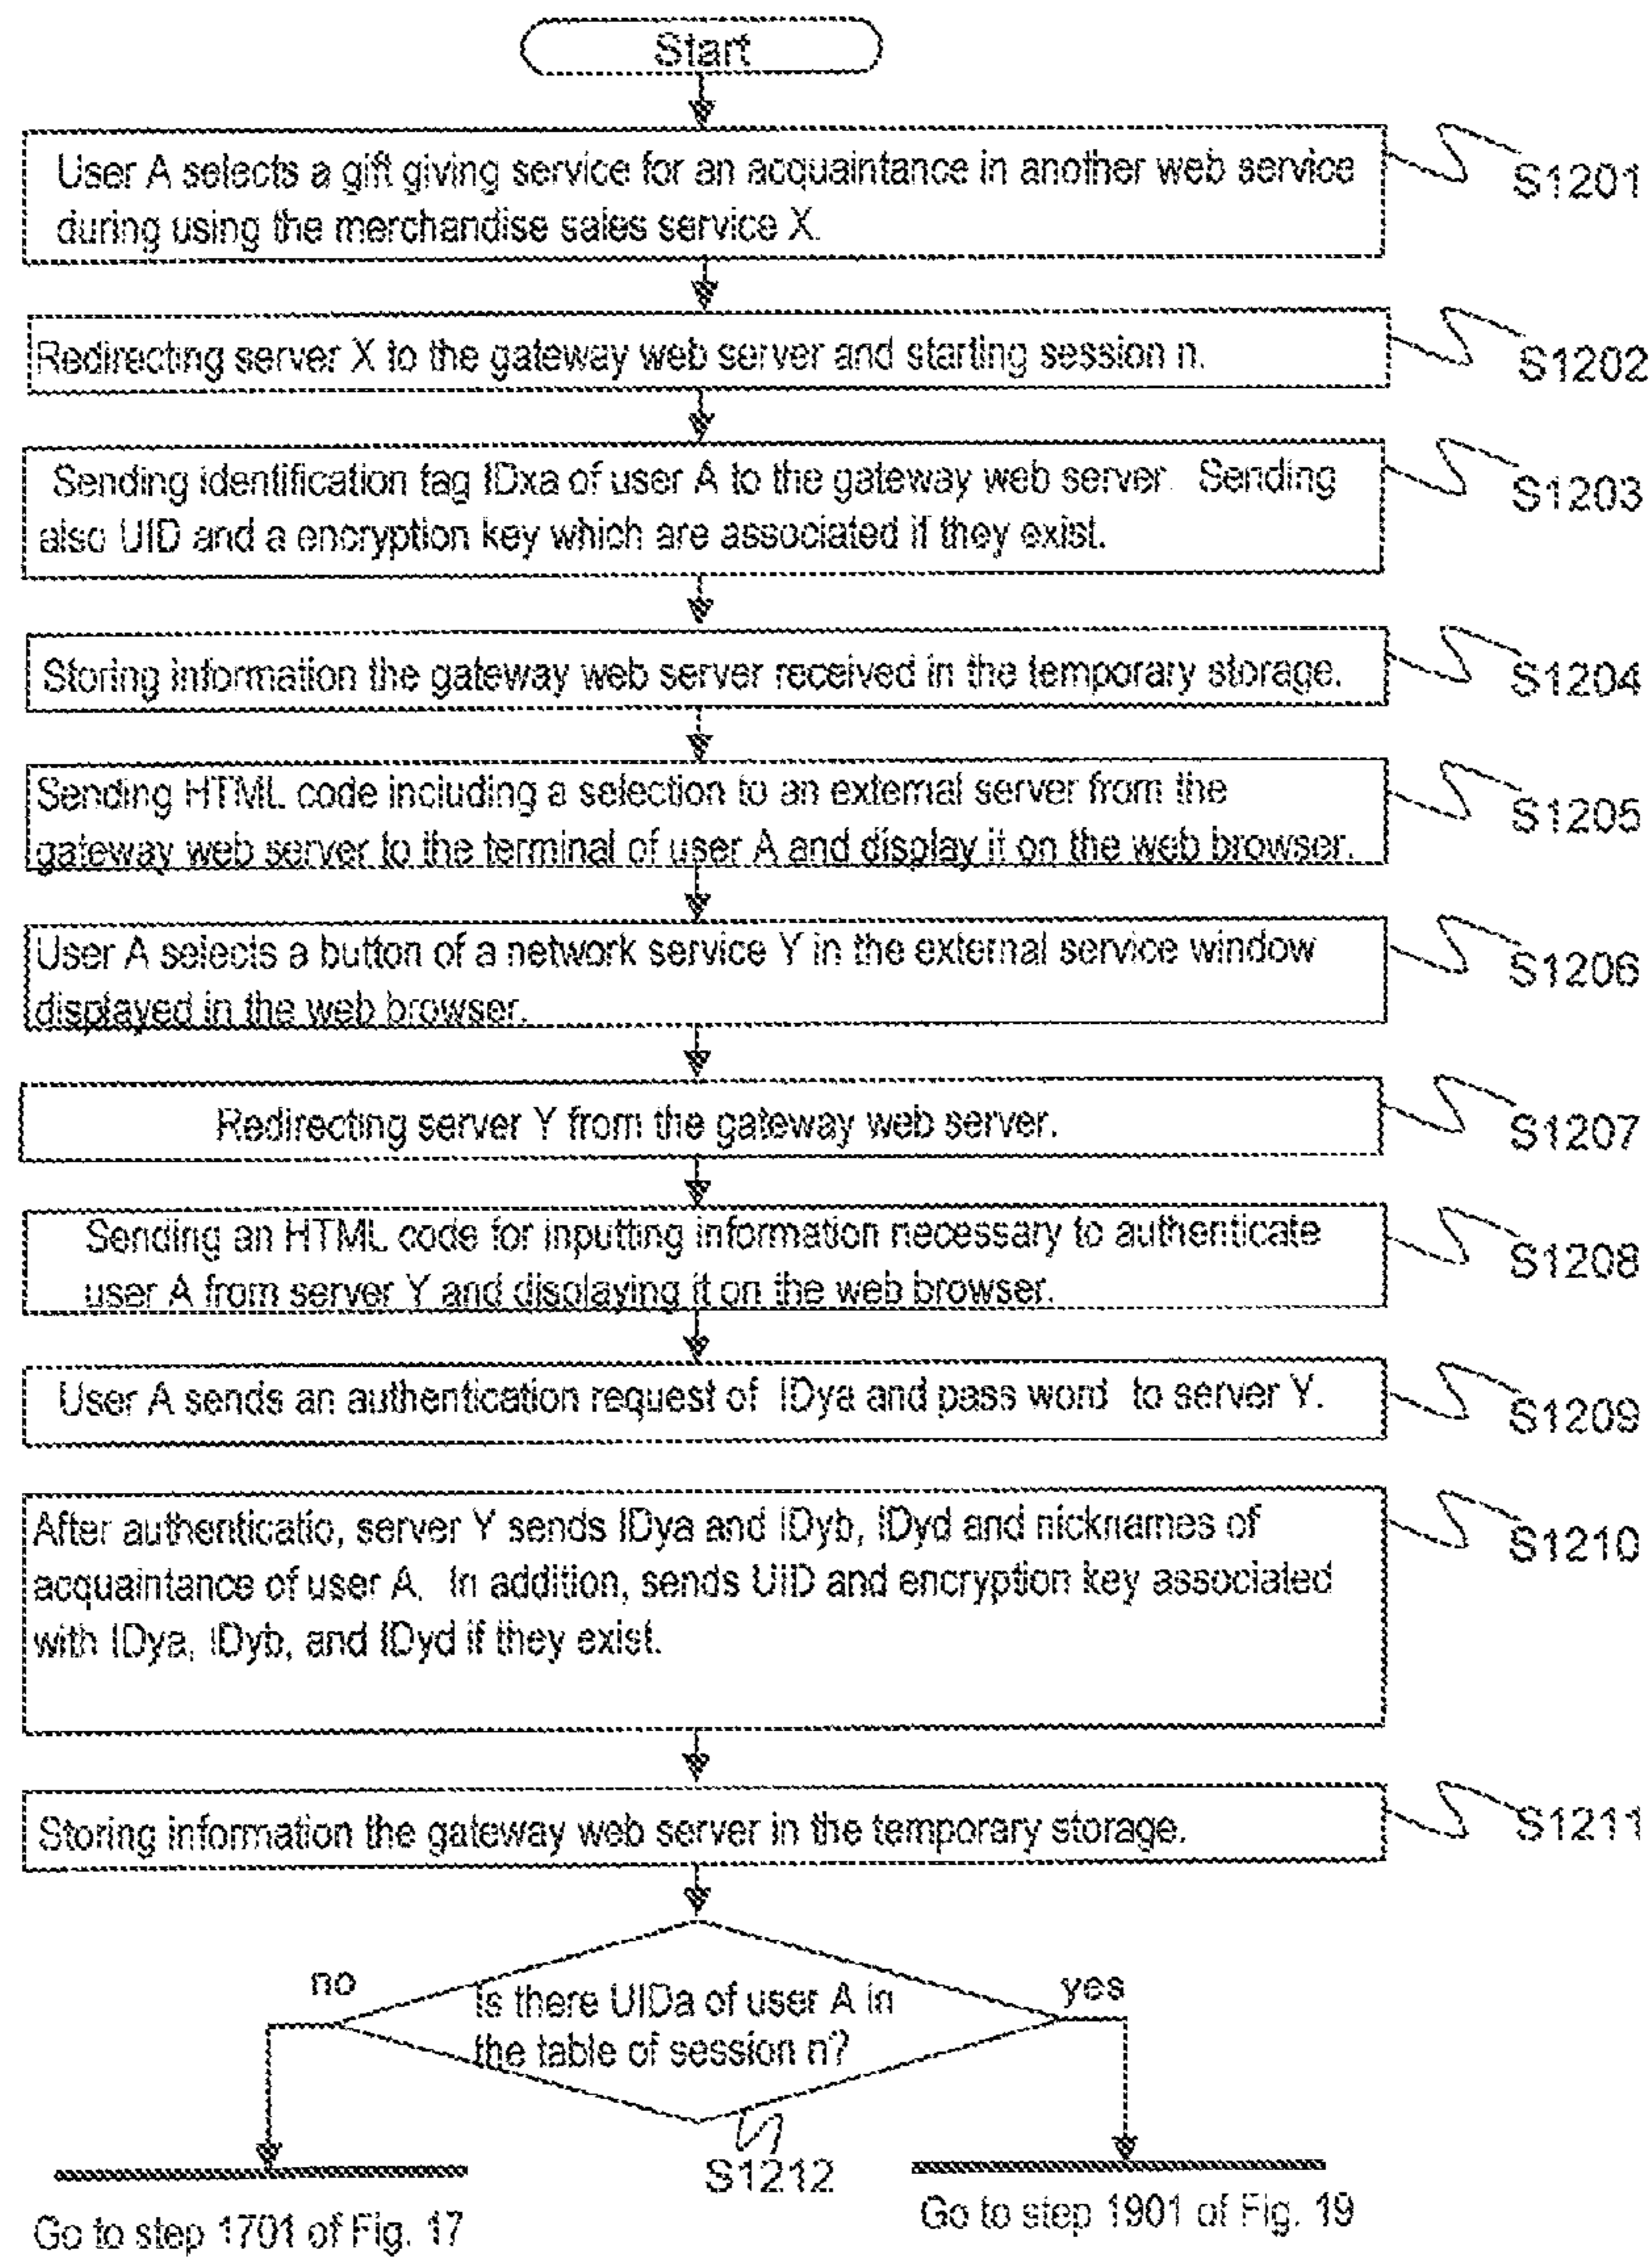 Start
User A selects a gift giving service for an acquaintance in another web service
during using the merchandise sales service X.
S1201
Redirecting server X to the gateway web server and starting session n.
S1202
Sending identification tag IDxa of user A to the gateway web server. Sending
also UID and a encryption key which are associated if they exist.
S1203
Storing information the gateway web server received in the temporary storage.
S1204
Sending HTML code including a selection to an external server from the
gateway web server to the terminal of user A and display it on the web browser.
S1205
User A selects a button of a network service Y in the external service window
displayed in the web browser.
S1206
Redirecting server Y from the gateway web server.
S1207
Sending an HTML code for inputting information necessary to authenticate
user A from server Y and displaying it on the web browser.
S1208
User A sends an authentication request of IDya and pass word to server Y.
S1209
After authenticatio, server Y sends IDya and IDyb, IDyd and nicknames of
acquaintance of user A. In addition, sends UID and encryption key associated
with IDya, IDyb, and IDyd if they exist.
S1210
Storing information the gateway web server in the temporary storage.
S1211
no
Is there UIDa of user A in
the table of session n?
yes
S1212
Go to step 1701 of Fig. 17
Go to step 1901 of Fig. 19